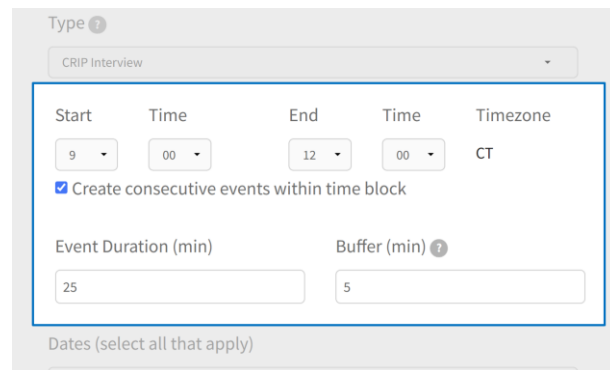 Type ?
CRIP Interview
Start Time End Time Timezone
9 00 12 00 CT
Create consecutive events within time block
Event Duration (min) Buffer (min) ?
25 5
Dates (select all that apply)